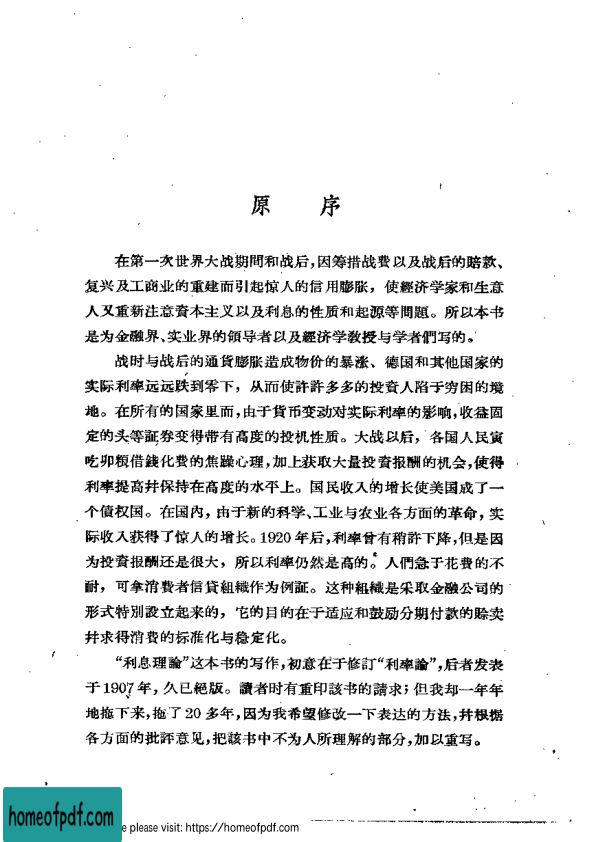 原 序
在第一次世界大战期間和战后，因筹措战费以及战后的赔款、
复兴及工商业的重建而引起惊人的信用膨胀，使經济学家和生意
人又重新注意資本主义以及利息的性质和起源等問題。所以本书
是为金融界、实业界的領导者以及經济学教授与学者們写的。
战时与战后的通貨膨胀造成物价的暴涨、德国和其他国家的
实际利率远远跌到零下，从而使許許多多的投資人陷于穷困的境
地。在所有的国家里面，由于貨币变动对实际利率的影响，收益固
定的头等証券变得带有高度的投机性质。大战以后，各国人民寅
吃卯粮借錢化費的焦躁心理，加上获取大量投資报酬的机会，使得
利率提高幷保持在高度的水平上。国民收入的增长使美国成了一
个债权国。在国内，由于新的科学、工业与农业各方面的革命，实
际收入获得了惊人的增长。1920年后，利率曾有稍許下降，但是因
为投資报酬还是很大，所以利率仍然是高的。人們急于花費的不
耐，可拿消費者信貸組織作为例証。这种組織是采取金融公司的
形式特別設立起来的，它的目的在于适应和鼓励分期付款的賒卖
幷求得消費的标准化与稳定化。
“利息理論”这本书的写作，初意在于修訂“利率論”，后者发表
于1907年，久已絕版。讀者时有重印該书的請求；但我却一年年
地拖下来，拖了20多年，因为我希望修改一下表达的方法，幷根据
各方面的批評意见，把該书中不为人所理解的部分，加以重写。
homeofpdf.com
e please visit: https://homeofpdf.com